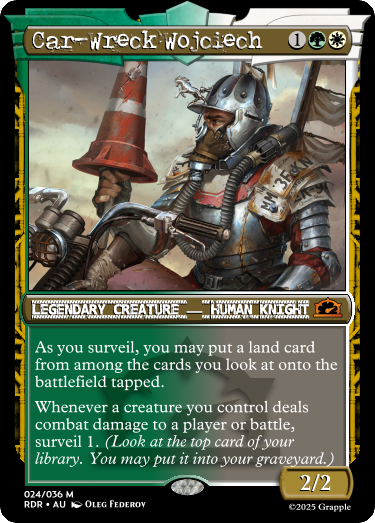 Car-Wreck Wojciech 1
LEGENDARY CREATURE — HUMAN KNIGHT
As you surveil, you may put a land card
from among the cards you look at onto the
battlefield tapped.
Whenever a creature you control deals
combat damage to a player or battle,
surveil 1. (Look at the top card of your
library. You may put it into your graveyard.)
2/2
024/036 M
RDR • AU Oleg Federov
©2025 Grapple